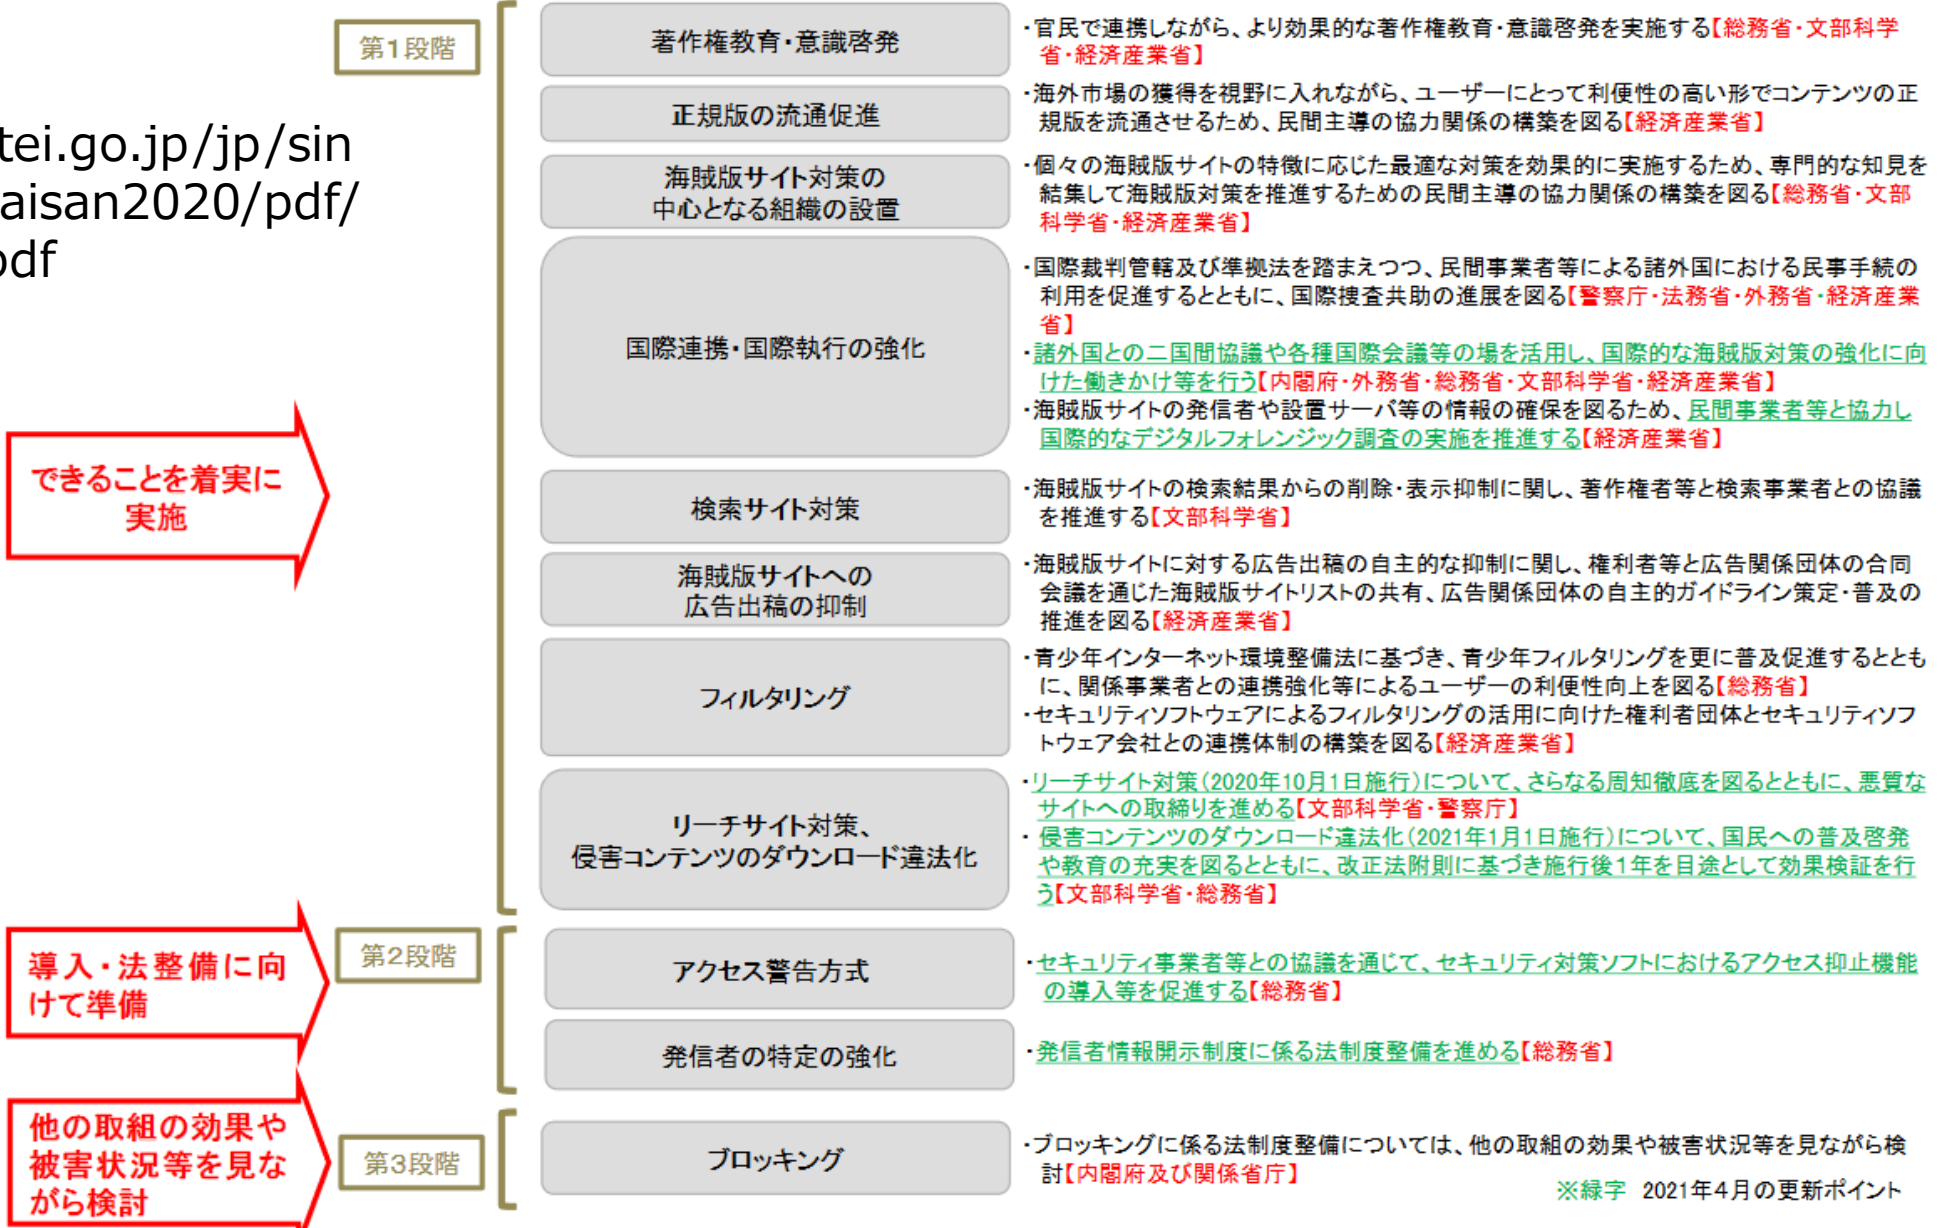 第1段階
著作権教育・意識啓発
・官民で連携しながら、より効果的な著作権教育・意識啓発を実施する【総務省・文部科学
省・経済産業省】
正規版の流通促進
・海外市場の獲得を視野に入れながら、ユーザーにとって利便性の高い形でコンテンツの正
規版を流通させるため、民間主導の協力関係の構築を図る【経済産業省】
tei.go.jp/jp/sin
aisan2020/pdf/
odf
海賊版サイト対策の
中心となる組織の設置
・個々の海賊版サイトの特徴に応じた最適な対策を効果的に実施するため、専門的な知見を
結集して海賊版対策を推進するための民間主導の協力関係の構築を図る【総務省・文部
科学省・経済産業省】
国際連携・国際執行の強化
・国際裁判管轄及び準拠法を踏まえつつ、民間事業者等による諸外国における民事手続の
利用を促進するとともに、国際捜査共助の進展を図る【警察庁・法務省・外務省・経済産業
省】
・諸外国との二国間協議や各種国際会議等の場を活用し、国際的な海賊版対策の強化に向
けた働きかけ等を行う【内閣府・外務省・総務省・文部科学省・経済産業省】
・海賊版サイトの発信者や設置サーバ等の情報の確保を図るため、民間事業者等と協力し
国際的なデジタルフォレンジック調査の実施を推進する【経済産業省】
できることを着実に
実施
検索サイト対策
・海賊版サイトの検索結果からの削除・表示抑制に関し、著作権者等と検索事業者との協議
を推進する【文部科学省】
海賊版サイトへの
広告出稿の抑制
・海賊版サイトに対する広告出稿の自主的な抑制に関し、権利者等と広告関係団体の合同
会議を通じた海賊版サイトリストの共有、広告関係団体の自主的ガイドライン策定・普及の
推進を図る【経済産業省】
フィルタリング
・青少年インターネット環境整備法に基づき、青少年フィルタリングを更に普及促進するととも
に、関係事業者との連携強化等によるユーザーの利便性向上を図る【総務省】
・セキュリティソフトウェアによるフィルタリングの活用に向けた権利者団体とセキュリティソフ
トウェア会社との連携体制の構築を図る【経済産業省】
リーチサイト対策、
侵害コンテンツのダウンロード違法化
・リーチサイト対策（2020年10月1日施行）について、さらなる周知徹底を図るとともに、悪質な
サイトへの取締りを進める【文部科学省・警察庁】
・ 侵害コンテンツのダウンロード違法化（2021年1月1日施行）について、国民への普及啓発
や教育の充実を図るとともに、改正法附則に基づき施行後1年を目途として効果検証を行
う【文部科学省・総務省】
導入・法整備に向
けて準備
第2段階
アクセス警告方式
・セキュリティ事業者等との協議を通じて、セキュリティ対策ソフトにおけるアクセス抑止機能
の導入等を促進する【総務省】
発信者の特定の強化
・発信者情報開示制度に係る法制度整備を進める【総務省】
他の取組の効果や
被害状況等を見な
がら検討
第3段階
ブロッキング
・ブロッキングに係る法制度整備については、他の取組の効果や被害状況等を見ながら検
討【内閣府及び関係省庁】
※緑字 2021年4月の更新ポイント